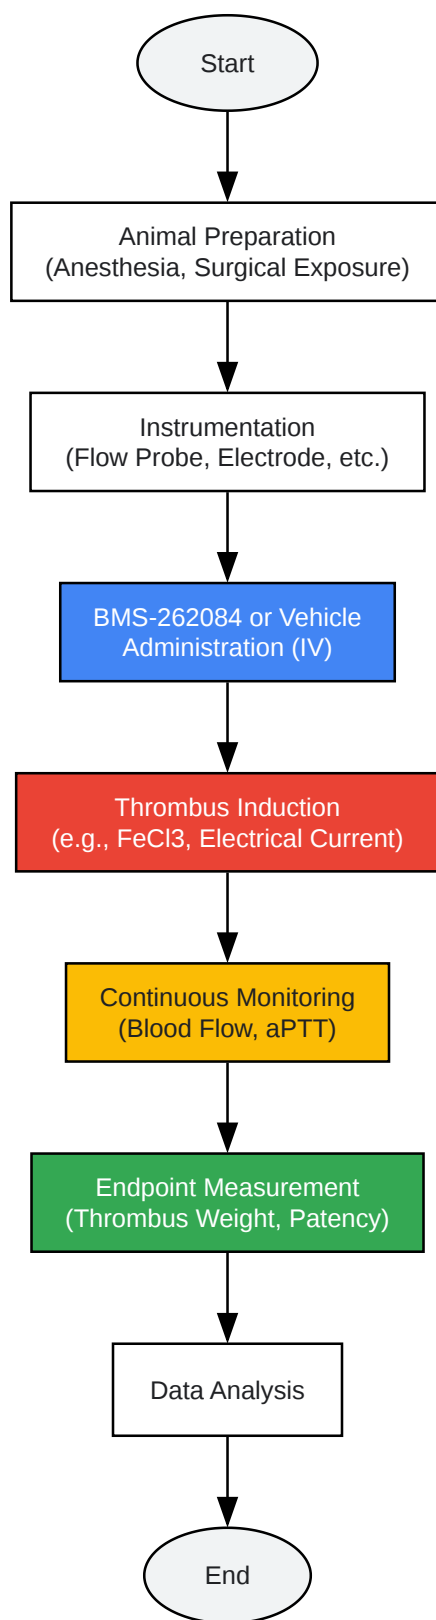 Start
Animal Preparation
(Anesthesia, Surgical Exposure)
Instrumentation
(Flow Probe, Electrode, etc.)
BMS-262084 or Vehicle
Administration (IV)
Thrombus Induction
(e.g., FeCl3, Electrical Current)
Continuous Monitoring
(Blood Flow, aPTT)
Endpoint Measurement
(Thrombus Weight, Patency)
Data Analysis
End